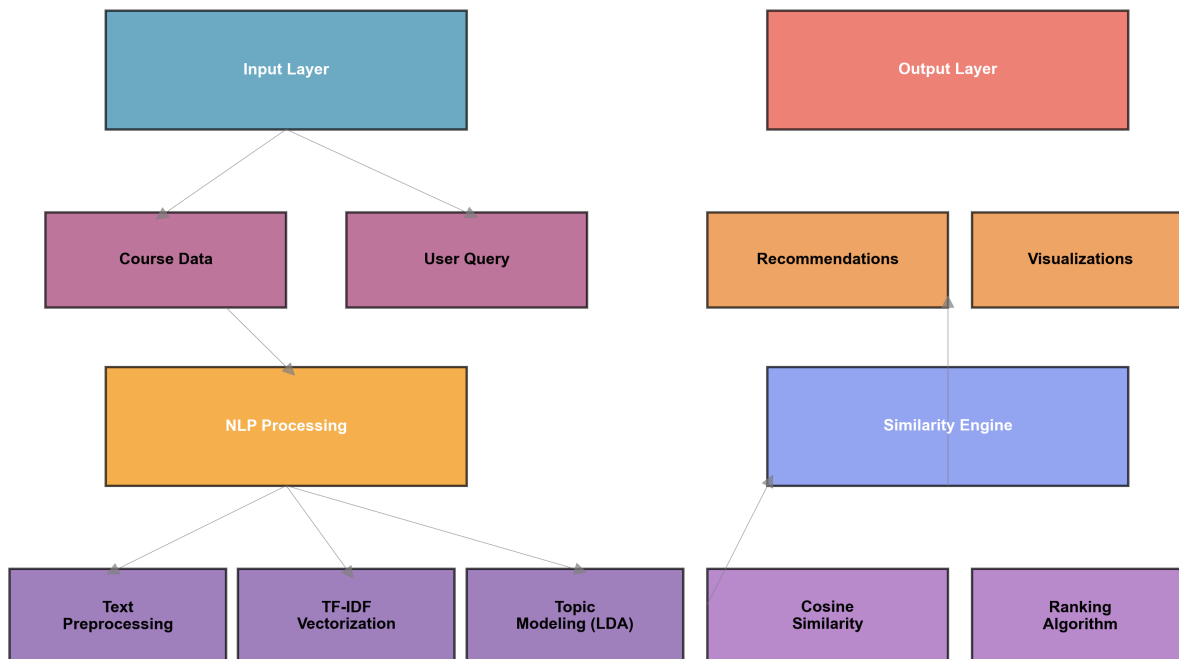 Input Layer
Output Layer
Course Data
User Query
Recommendations
Visualizations
NLP Processing
Similarity Engine
Text
Preprocessing
TF-IDF
Vectorization
Topic
Modeling (LDA)
Cosine
Similarity
Ranking
Algorithm